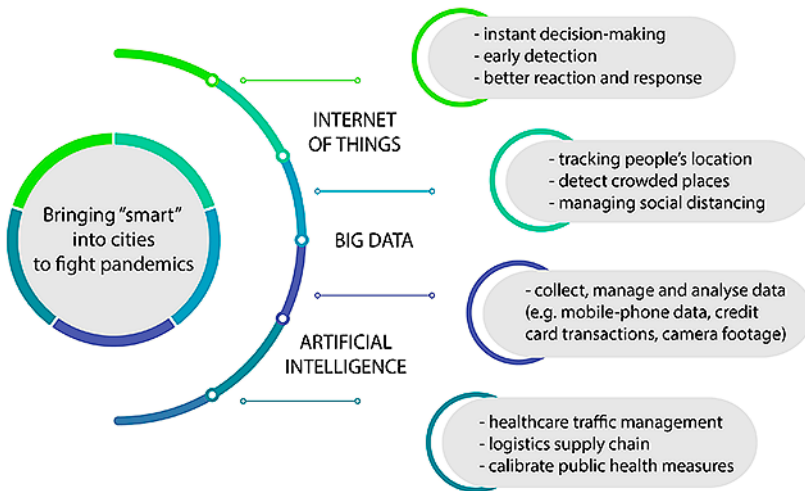 Bringing “smart”
into cities
to fight pandemics
INTERNET
OF THINGS
BIG DATA
ARTIFICIAL
INTELLIGENCE
- instant decision-making
- early detection
- better reaction and response
- tracking people’s location
- detect crowded places
- managing social distancing
- collect, manage and analyse data
(e.g. mobile-phone data, credit
card transactions, camera footage)
- healthcare traffic management
- logistics supply chain
- calibrate public health measures